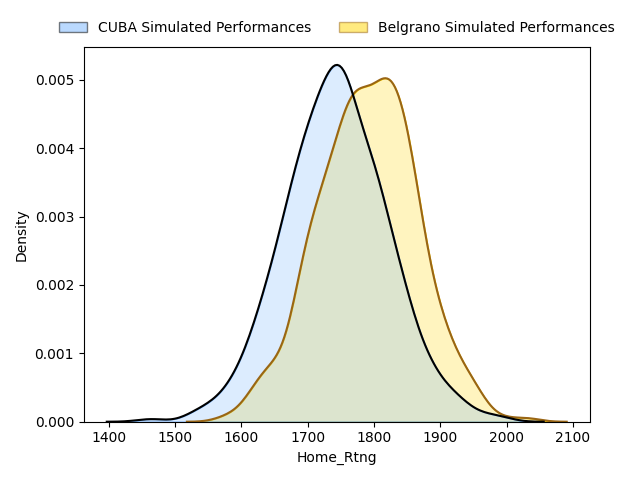 CUBA Simulated Performances
Belgrano Simulated Performances
Density
0.005
0.004
0.003
0.002
0.001
0.000
1400 1500 1600 1700 1800 1900 2000 2100
Home_Rtng